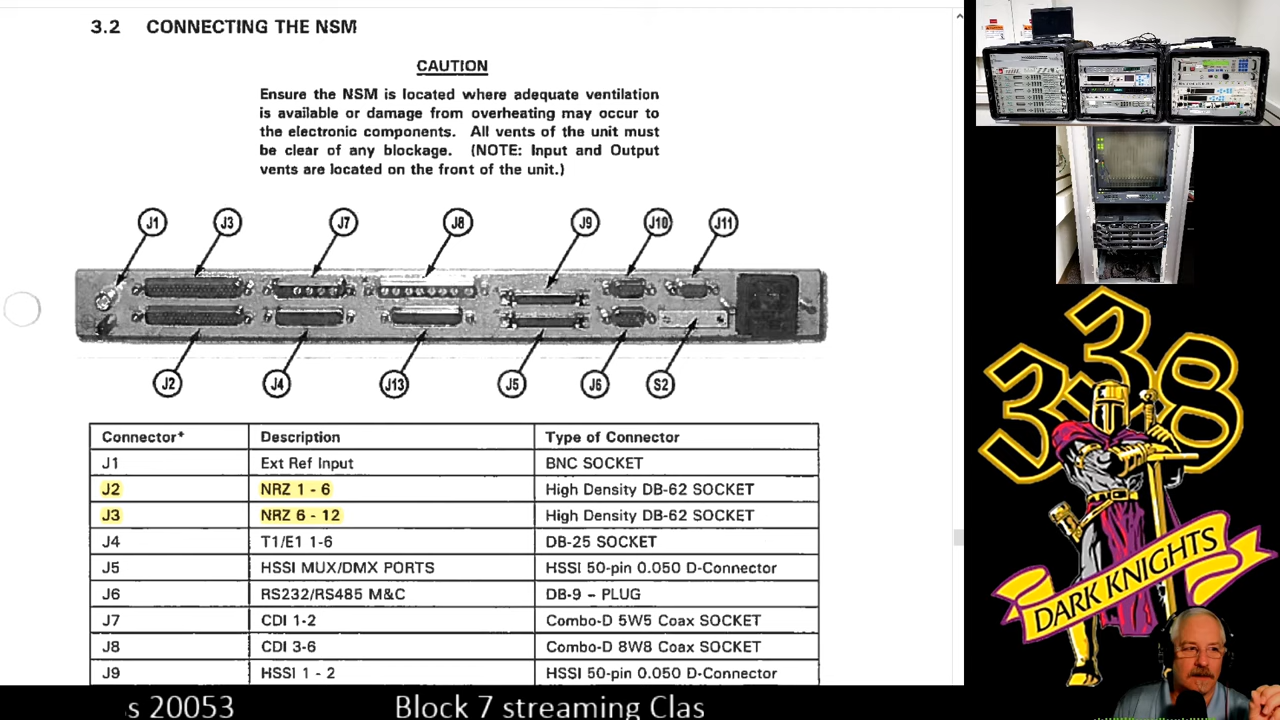 3.2 CONNECTING THE NSM
CAUTION
Ensure the NSM is located where adequate ventilation
is available or damage from overheating may occur to
the electronic components. All vents of the unit must
be clear of any blockage. (NOTE: Input and Output
vents are located on the front of the unit.)
J1 J3 J7 J8 J9 J10 J11
J2 J4 J13 J5 J6 S2
Connector* Description Type of Connector
J1 Ext Ref Input BNC SOCKET
J2 NRZ 1 - 6 High Density DB-62 SOCKET
J3 NRZ 6 - 12 High Density DB-62 SOCKET
J4 T1/E1 1-6 DB-25 SOCKET
J5 HSSI MUX/DMX PORTS HSSI 50-pin 0.050 D-Connector
J6 RS232/RS485 M&C DB-9 - PLUG
J7 CDI 1-2 Combo-D 5W5 Coax SOCKET
J8 CDI 3-6 Combo-D 8W8 Coax SOCKET
J9 HSSI 1 - 2 HSSI 50-pin 0.050 D-Connector
338
DARK KNIGHTS
s 20053 Block 7 streaming Clas